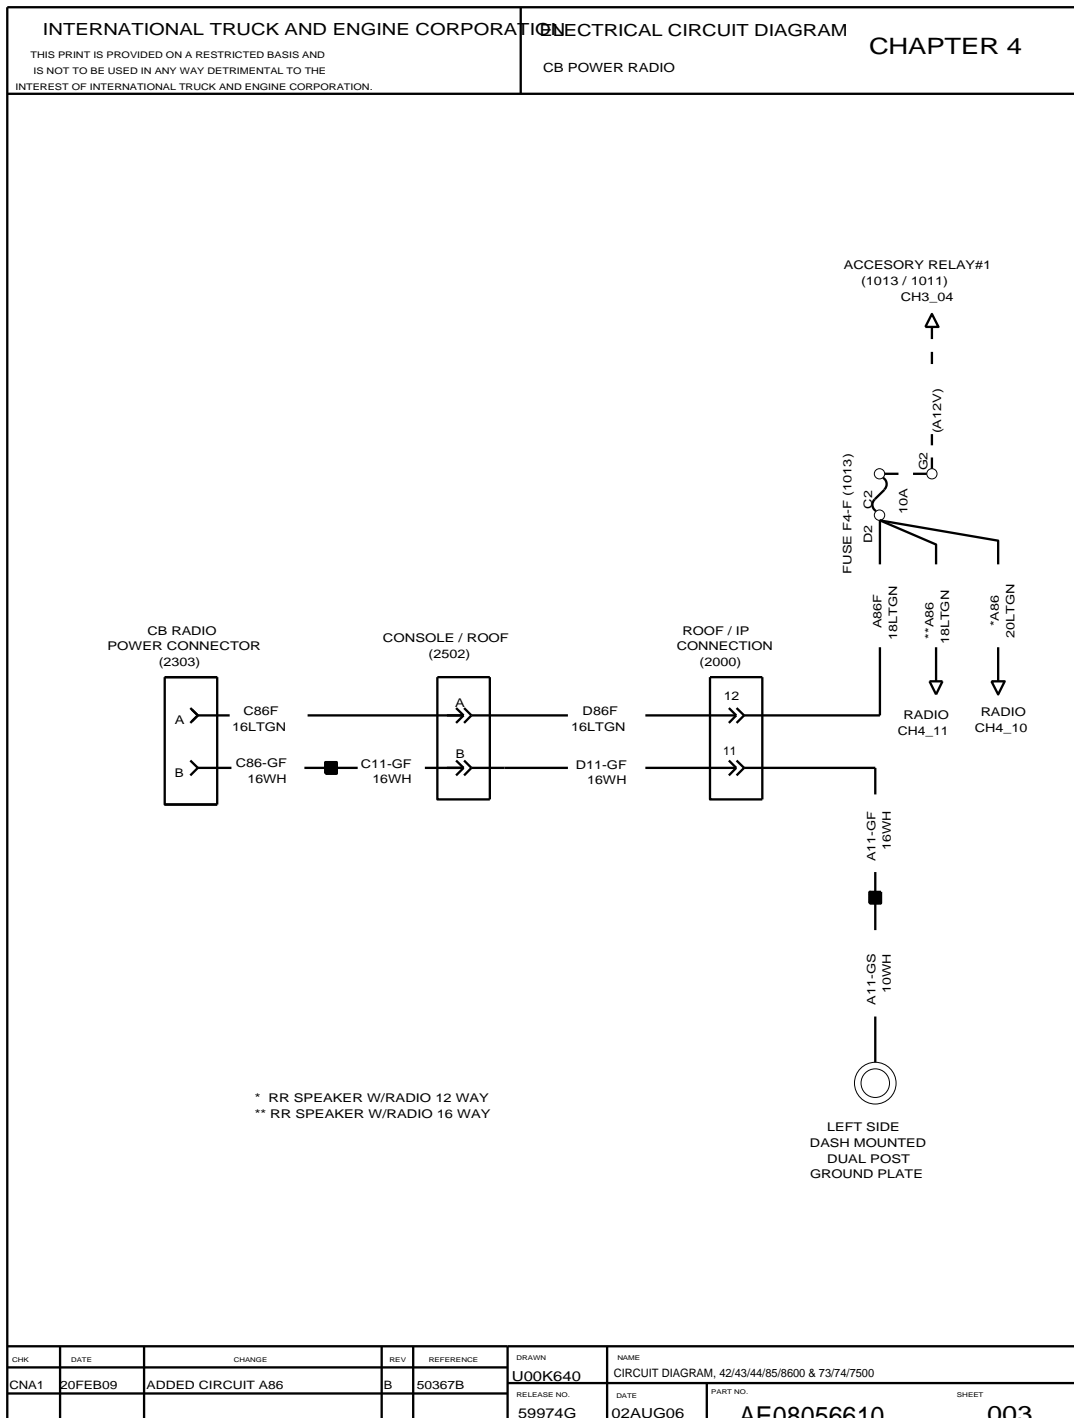 INTERNATIONAL TRUCK AND ENGINE CORPORATION
THIS PRINT IS PROVIDED ON A RESTRICTED BASIS AND
IS NOT TO BE USED IN ANY WAY DETRIMENTAL TO THE
INTEREST OF INTERNATIONAL TRUCK AND ENGINE CORPORATION.
ELECTRICAL CIRCUIT DIAGRAM
CB POWER RADIO
CHAPTER 4
ACCESORY RELAY#1
(1013 / 1011)
CH3_04
(A12V)
G2
FUSE F4-F (1013)
C2
10A
D2
A86F
18LTGN
**A86
18LTGN
*A86
20LTGN
RADIO
CH4_11
RADIO
CH4_10
CB RADIO
POWER CONNECTOR
(2303)
CONSOLE / ROOF
(2502)
ROOF / IP
CONNECTION
(2000)
A
C86F
16LTGN
A
D86F
16LTGN
12
B
C86-GF
16WH
C11-GF
16WH
B
D11-GF
16WH
11
A11-GF
16WH
A11-GS
10WH
LEFT SIDE
DASH MOUNTED
DUAL POST
GROUND PLATE
* RR SPEAKER W/RADIO 12 WAY
** RR SPEAKER W/RADIO 16 WAY
CHK DATE CHANGE REV REFERENCE
CNA1 20FEB09 ADDED CIRCUIT A86 B 50367B
DRAWN
U00K640
NAME
CIRCUIT DIAGRAM, 42/43/44/85/8600 & 73/74/7500
RELEASE NO.
59974G
DATE
02AUG06
PART NO.
AE08056610
SHEET
003